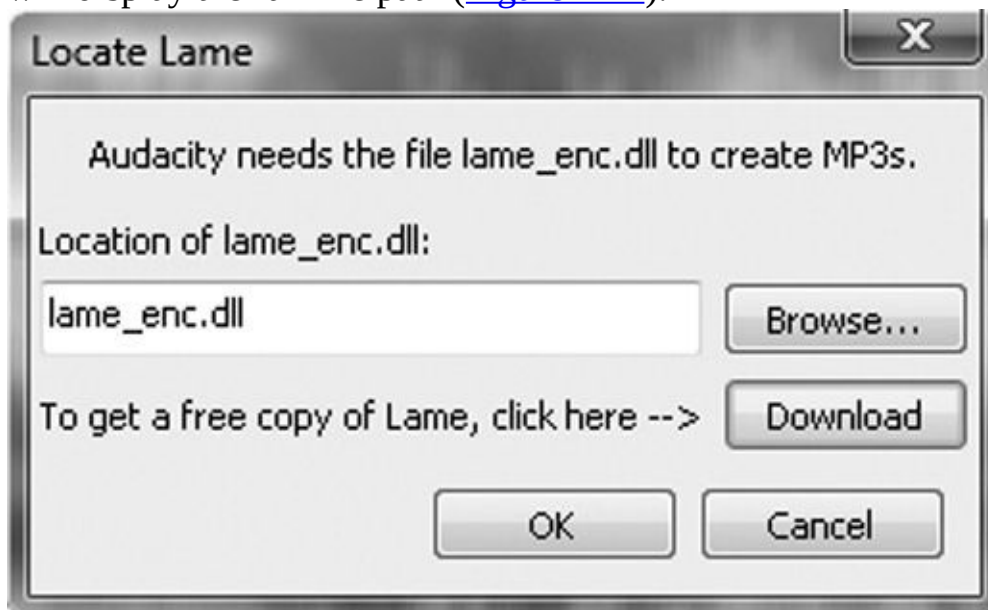 Locate Lame
Audacity needs the file lame_enc.dll to create MP3s.
Location of lame_enc.dll:
lame_enc.dll
Browse...
To get a free copy of Lame, click here -->
Download
OK
Cancel